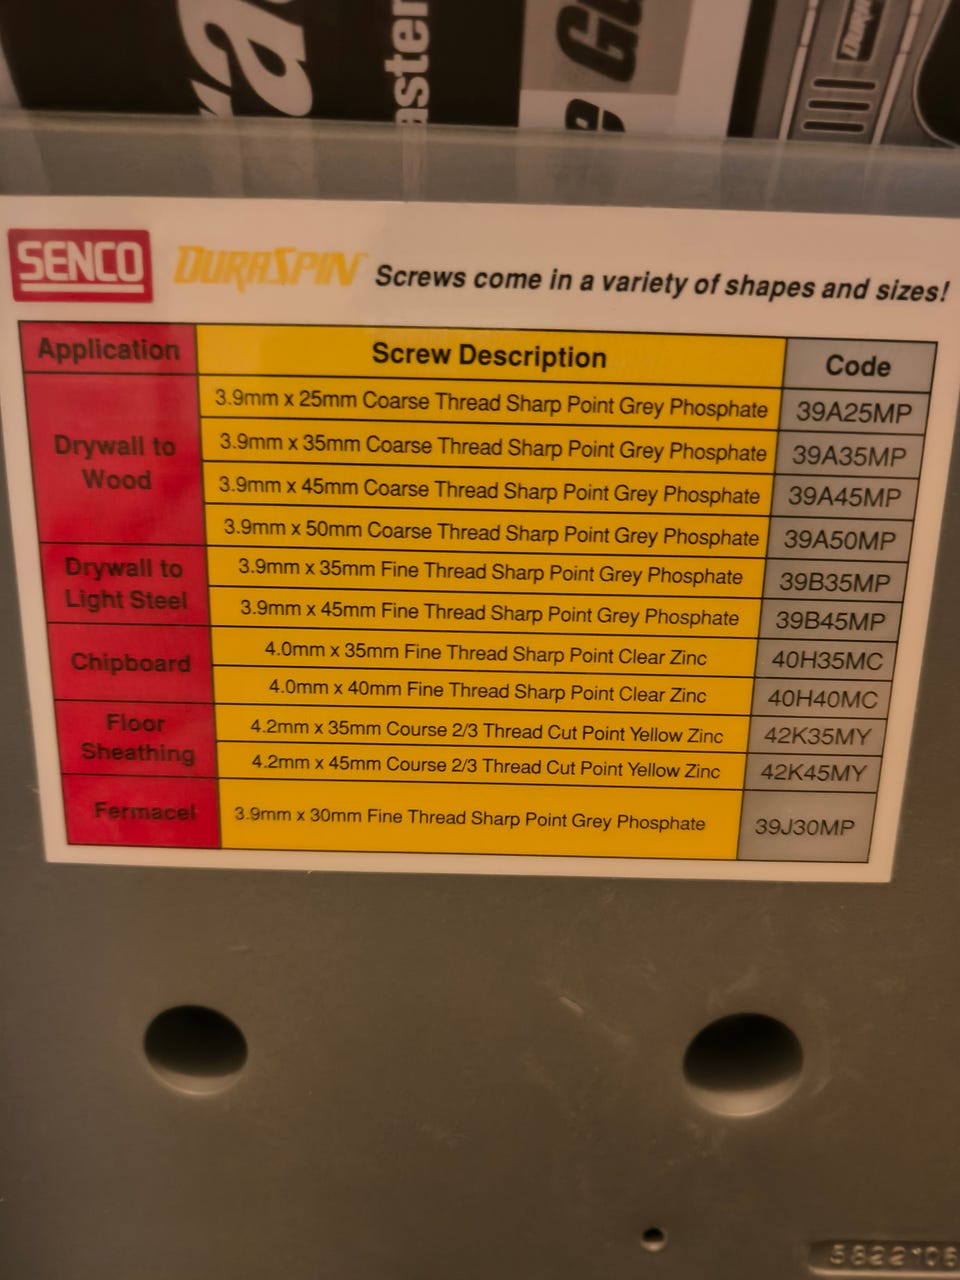 aster
SENCO DURASPIN Screws come in a variety of shapes and sizes!
Application Screw Description Code
Drywall to Wood
3.9mm x 25mm Coarse Thread Sharp Point Grey Phosphate 39A25MP
3.9mm x 35mm Coarse Thread Sharp Point Grey Phosphate 39A35MP
3.9mm x 45mm Coarse Thread Sharp Point Grey Phosphate 39A45MP
3.9mm x 50mm Coarse Thread Sharp Point Grey Phosphate 39A50MP
Drywall to Light Steel
3.9mm x 35mm Fine Thread Sharp Point Grey Phosphate 39B35MP
3.9mm x 45mm Fine Thread Sharp Point Grey Phosphate 39B45MP
Chipboard
4.0mm x 35mm Fine Thread Sharp Point Clear Zinc 40H35MC
4.0mm x 40mm Fine Thread Sharp Point Clear Zinc 40H40MC
Floor Sheathing
4.2mm x 35mm Course 2/3 Thread Cut Point Yellow Zinc 42K35MY
4.2mm x 45mm Course 2/3 Thread Cut Point Yellow Zinc 42K45MY
Fermacel 3.9mm x 30mm Fine Thread Sharp Point Grey Phosphate 39J30MP
5822106